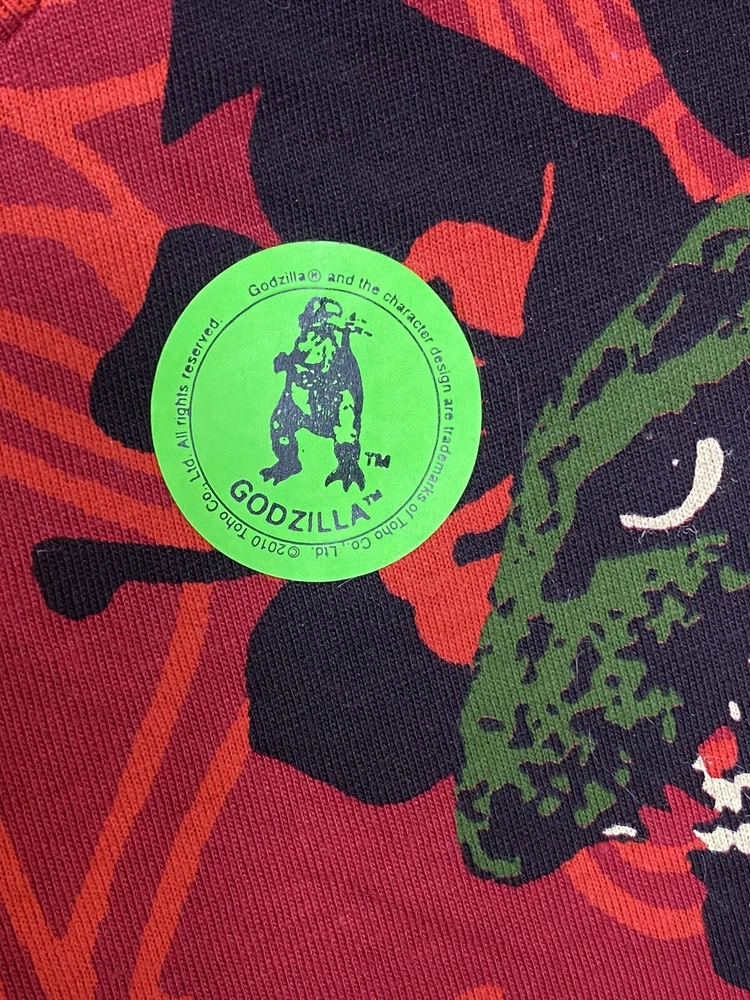 Godzilla® and the character design are trademarks of Toho Co., Ltd. ©2010 Toho Co., Ltd. All rights reserved.
TM
GODZILLA™